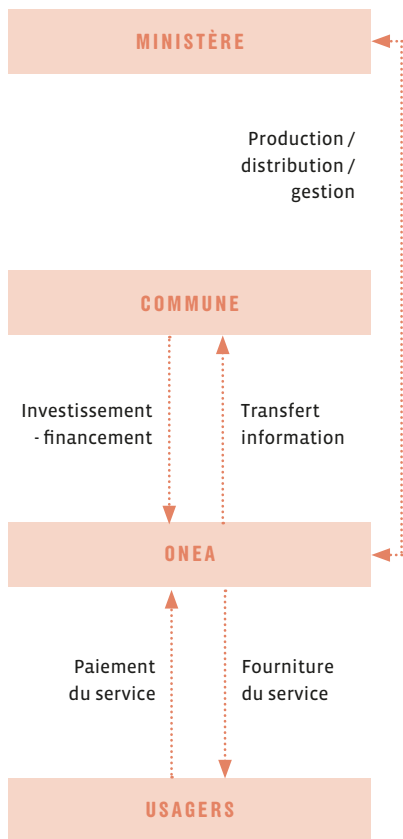 MINISTÈRE
Production /
distribution /
gestion
COMMUNE
Investissement
- financement
Transfert
information
ONEA
Paiement
du service
Fourniture
du service
USAGERS